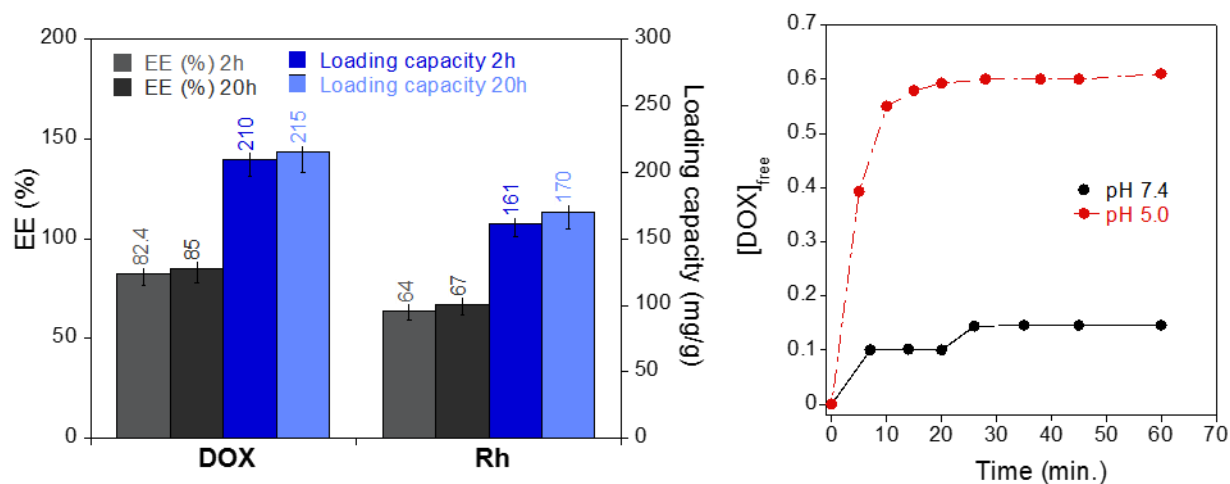 EE (%) 2h
EE (%) 20h
Loading capacity 2h
Loading capacity 20h
EE (%)
200
150
100
50
0
82.4
85
210
215
64
67
161
170
DOX
Rh
300
250
200
150
100
50
0
Loading capacity (mg/g)
[DOX]free
0.7
0.6
0.5
0.4
0.3
0.2
0.1
0
pH 7.4
pH 5.0
0 10 20 30 40 50 60 70
Time (min.)